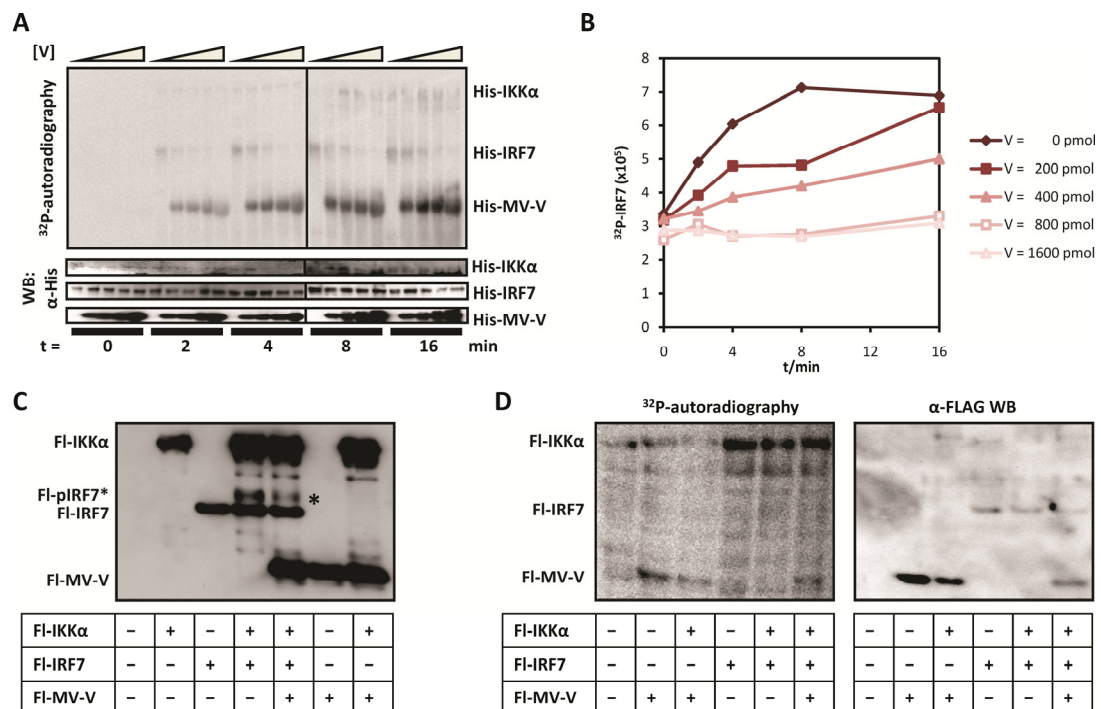 A
[V]
³²P-autoradiography
His-IKKα
His-IRF7
His-MV-V
WB:
α-His
His-IKKα
His-IRF7
His-MV-V
t = 0 2 4 8 16 min
B
³²P-IRF7 (x10⁵)
8
7
6
5
4
3
2
1
0
0 4 8 12 16
t/min
V = 0 pmol
V = 200 pmol
V = 400 pmol
V = 800 pmol
V = 1600 pmol
C
Fl-IKKα
Fl-pIRF7*
Fl-IRF7
Fl-MV-V
*
Fl-IKKα – + – + + – +
Fl-IRF7 – – + + + – –
Fl-MV-V – – – – + + +
D
³²P-autoradiography
α-FLAG WB
Fl-IKKα
Fl-IRF7
Fl-MV-V
Fl-IKKα – – + – + + – – + – + +
Fl-IRF7 – – – + + + – – – + + +
Fl-MV-V – + + – – + – + + – – +